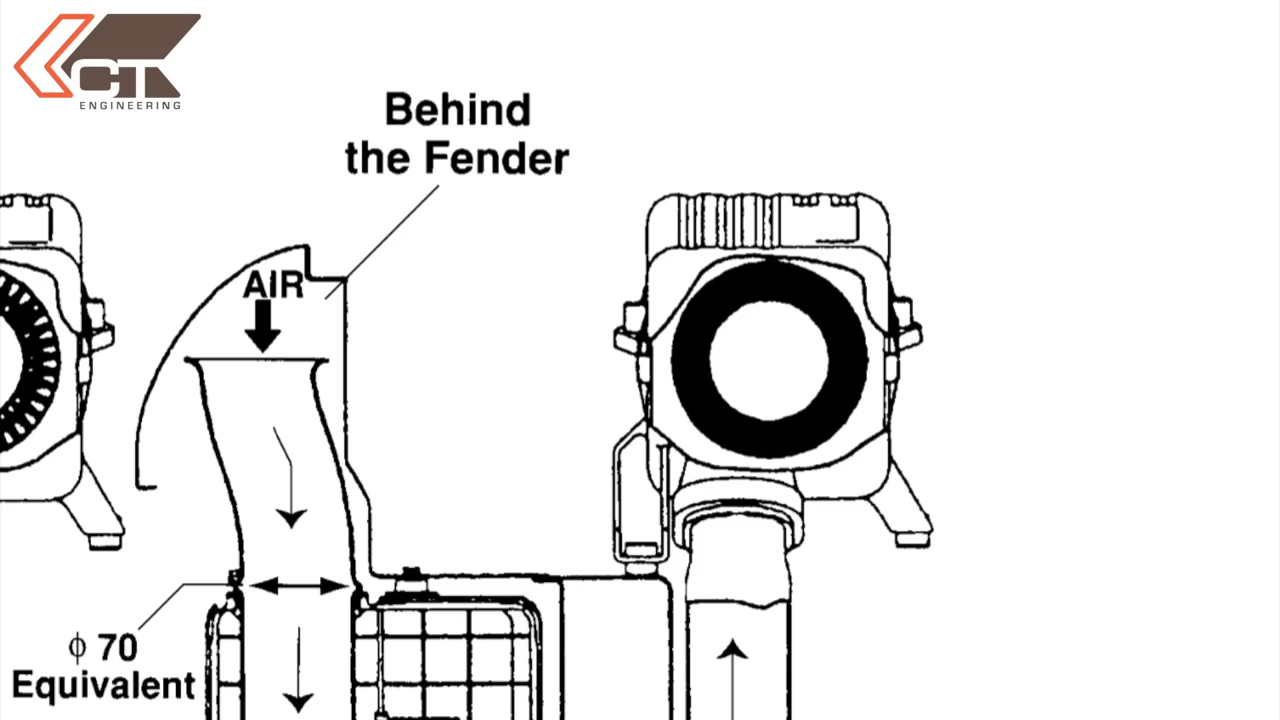 CT
ENGINEERING
Behind
the Fender
AIR
ϕ 70
Equivalent